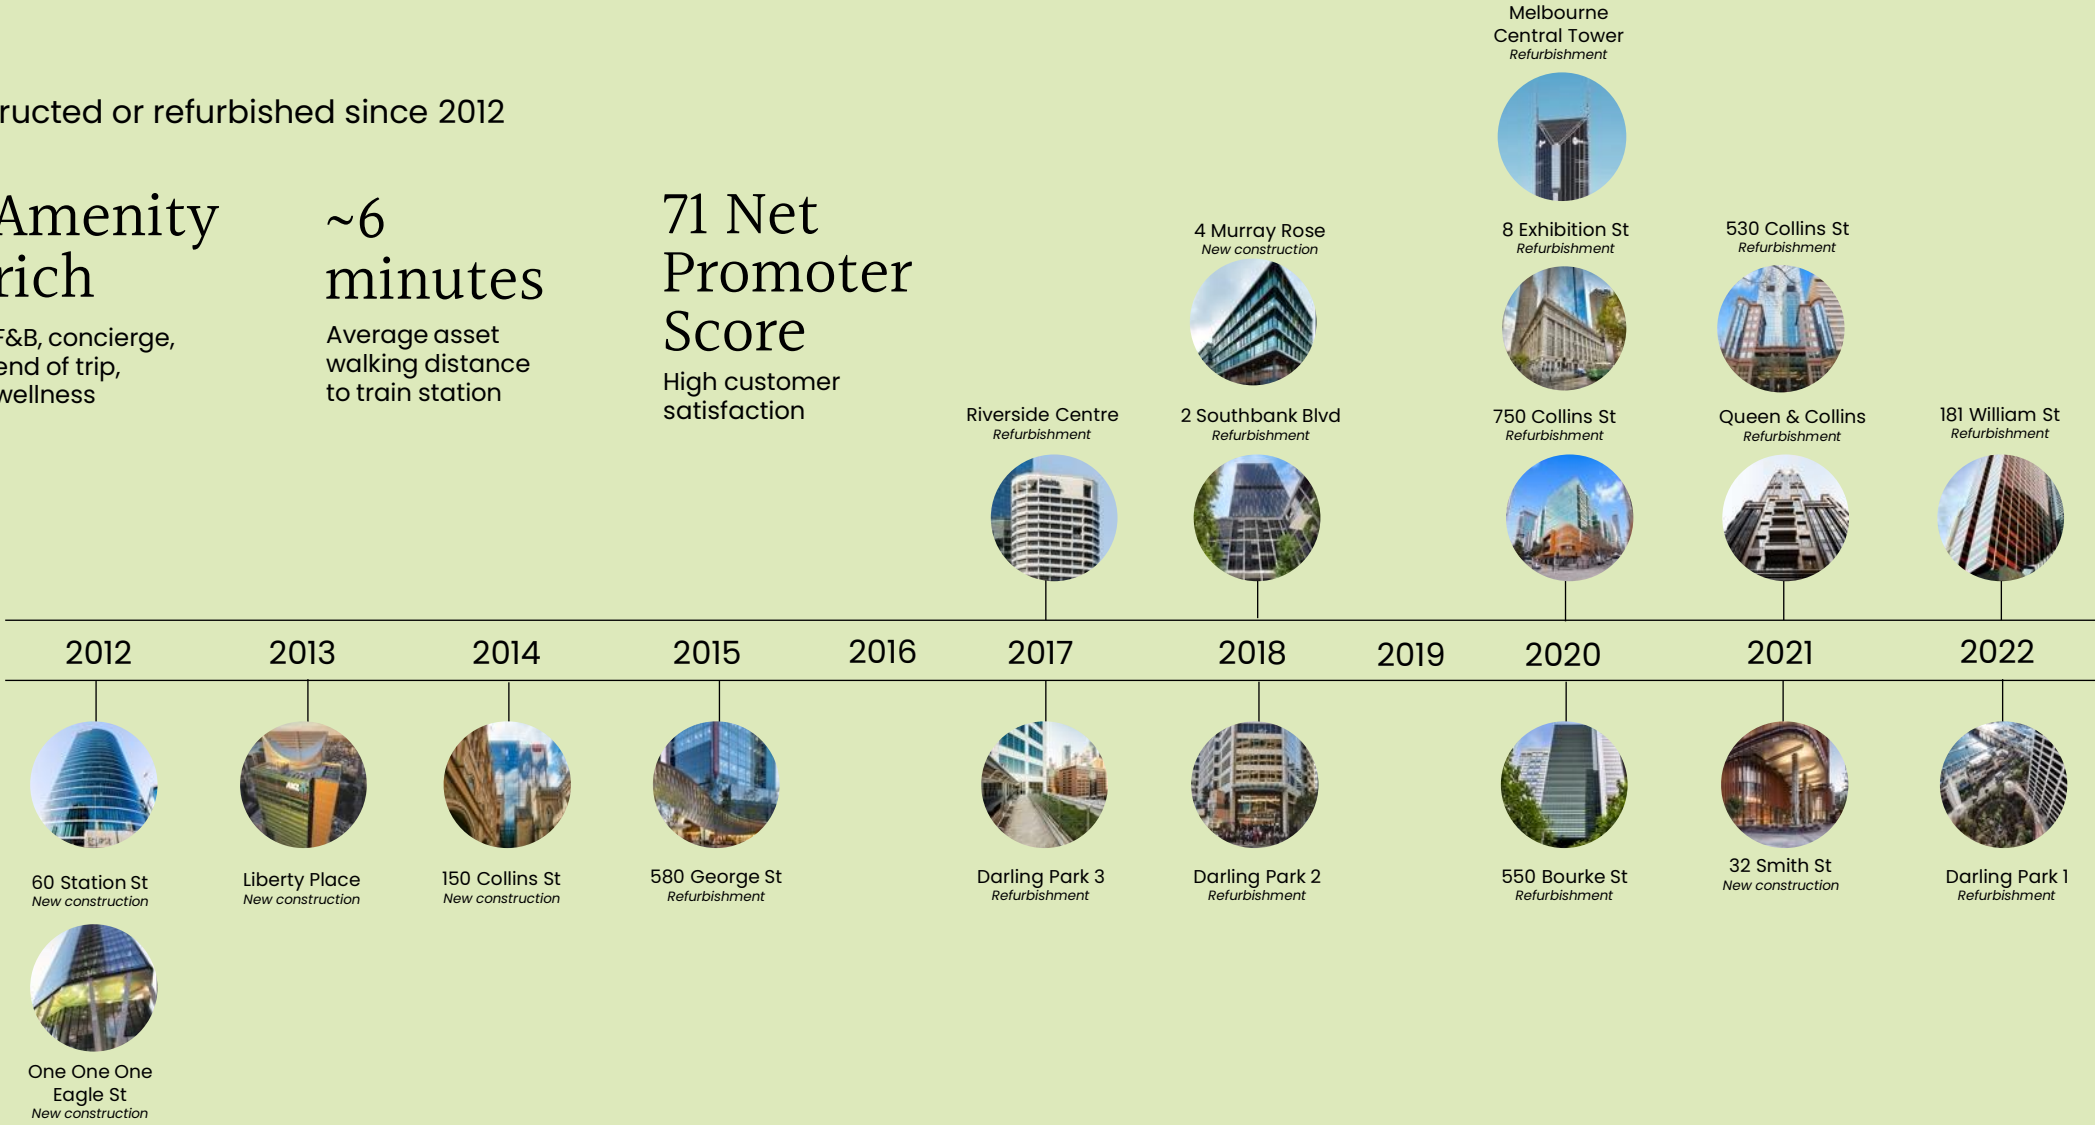 ructed or refurbished since 2012
Amenity
rich
F&B, concierge,
end of trip,
wellness
~6
minutes
Average asset
walking distance
to train station
71 Net
Promoter
Score
High customer
satisfaction
Riverside Centre
Refurbishment
4 Murray Rose
New construction
2 Southbank Blvd
Refurbishment
Melbourne
Central Tower
Refurbishment
8 Exhibition St
Refurbishment
750 Collins St
Refurbishment
530 Collins St
Refurbishment
Queen & Collins
Refurbishment
181 William St
Refurbishment
2012 2013 2014 2015 2016 2017 2018 2019 2020 2021 2022
60 Station St
New construction
One One One
Eagle St
New construction
Liberty Place
New construction
150 Collins St
New construction
580 George St
Refurbishment
Darling Park 3
Refurbishment
Darling Park 2
Refurbishment
550 Bourke St
Refurbishment
32 Smith St
New construction
Darling Park 1
Refurbishment